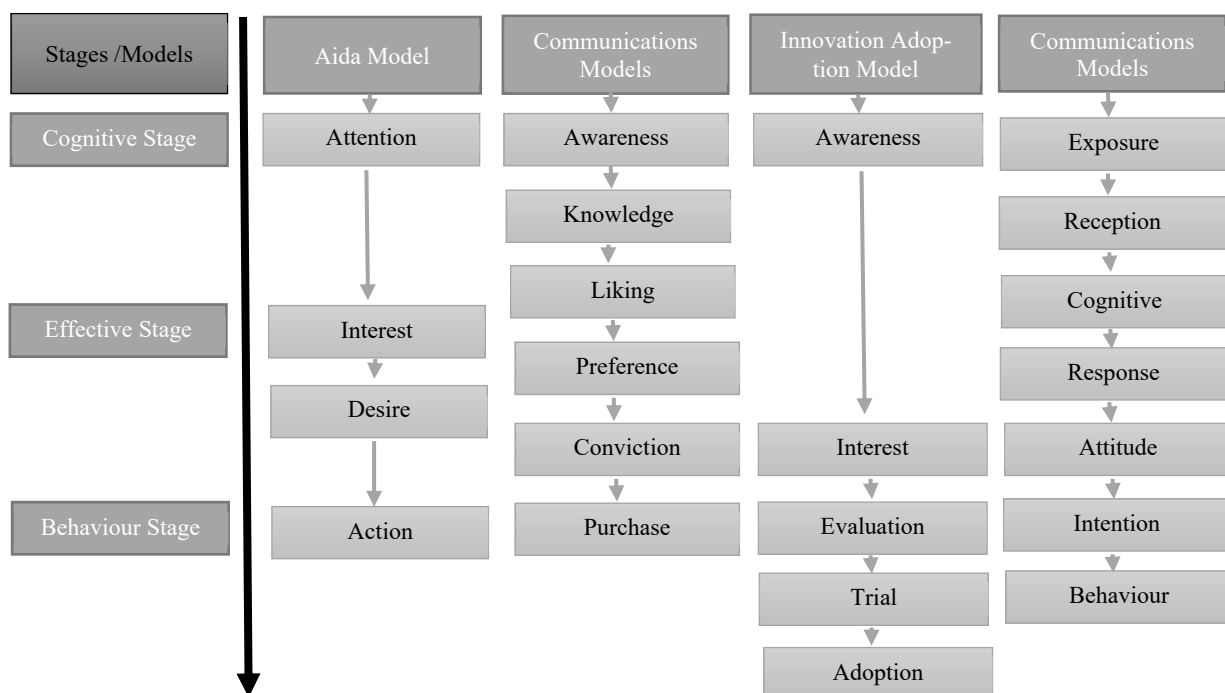 Stages /Models
Aida Model
Communications
Models
Innovation Adop-
tion Model
Communications
Models
Cognitive Stage
Attention
Awareness
Awareness
Exposure
Knowledge
Reception
Liking
Cognitive
Effective Stage
Interest
Preference
Response
Desire
Conviction
Interest
Attitude
Behaviour Stage
Action
Purchase
Evaluation
Intention
Trial
Behaviour
Adoption